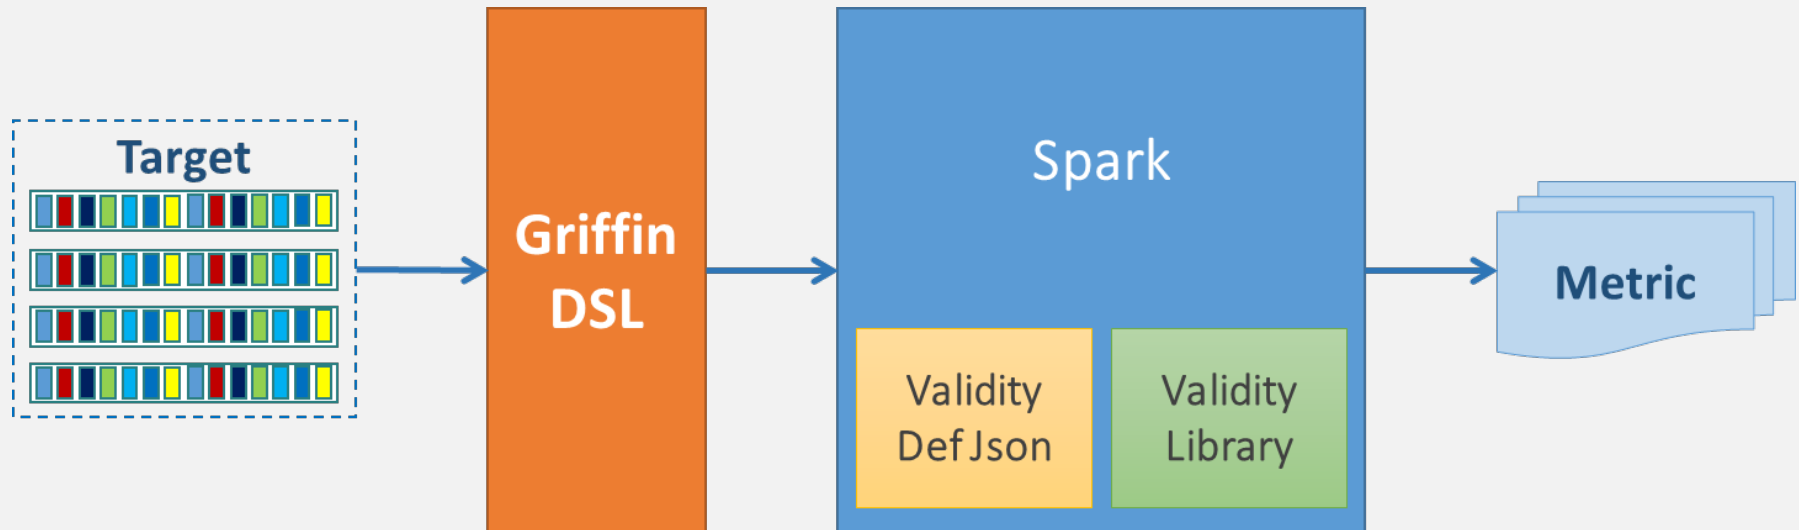 Target
Griffin
DSL
Spark
Validity
Def Json
Validity
Library
Metric